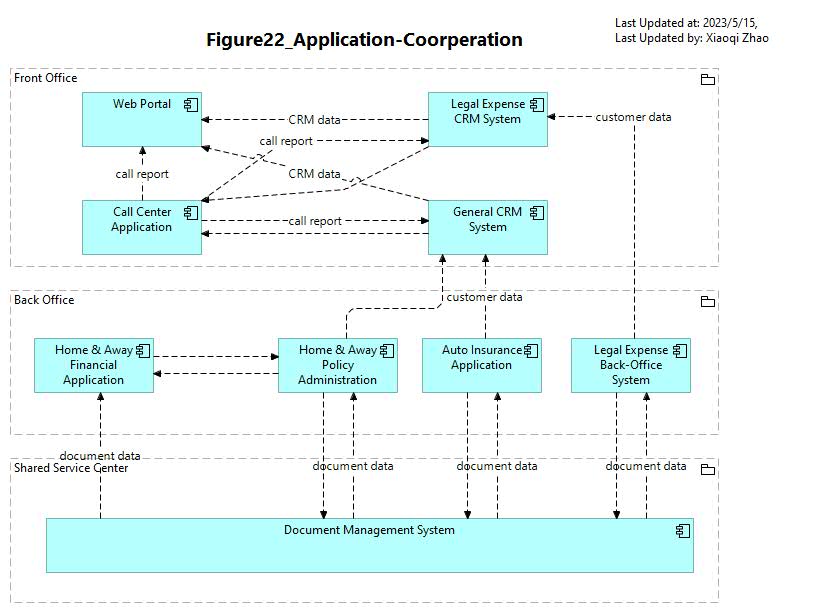 Last Updated at: 2023/5/15,
Last Updated by: Xiaoqi Zhao
Figure22_Application-Coorperation
Front Office
Web Portal
Legal Expense
CRM System
CRM data
customer data
call report
call report
CRM data
Call Center
Application
General CRM
System
call report
Back Office
customer data
Home & Away
Financial
Application
Home & Away
Policy
Administration
Auto Insurance
Application
Legal Expense
Back-Office
System
document data
Shared Service Center
document data
document data
document data
Document Management System